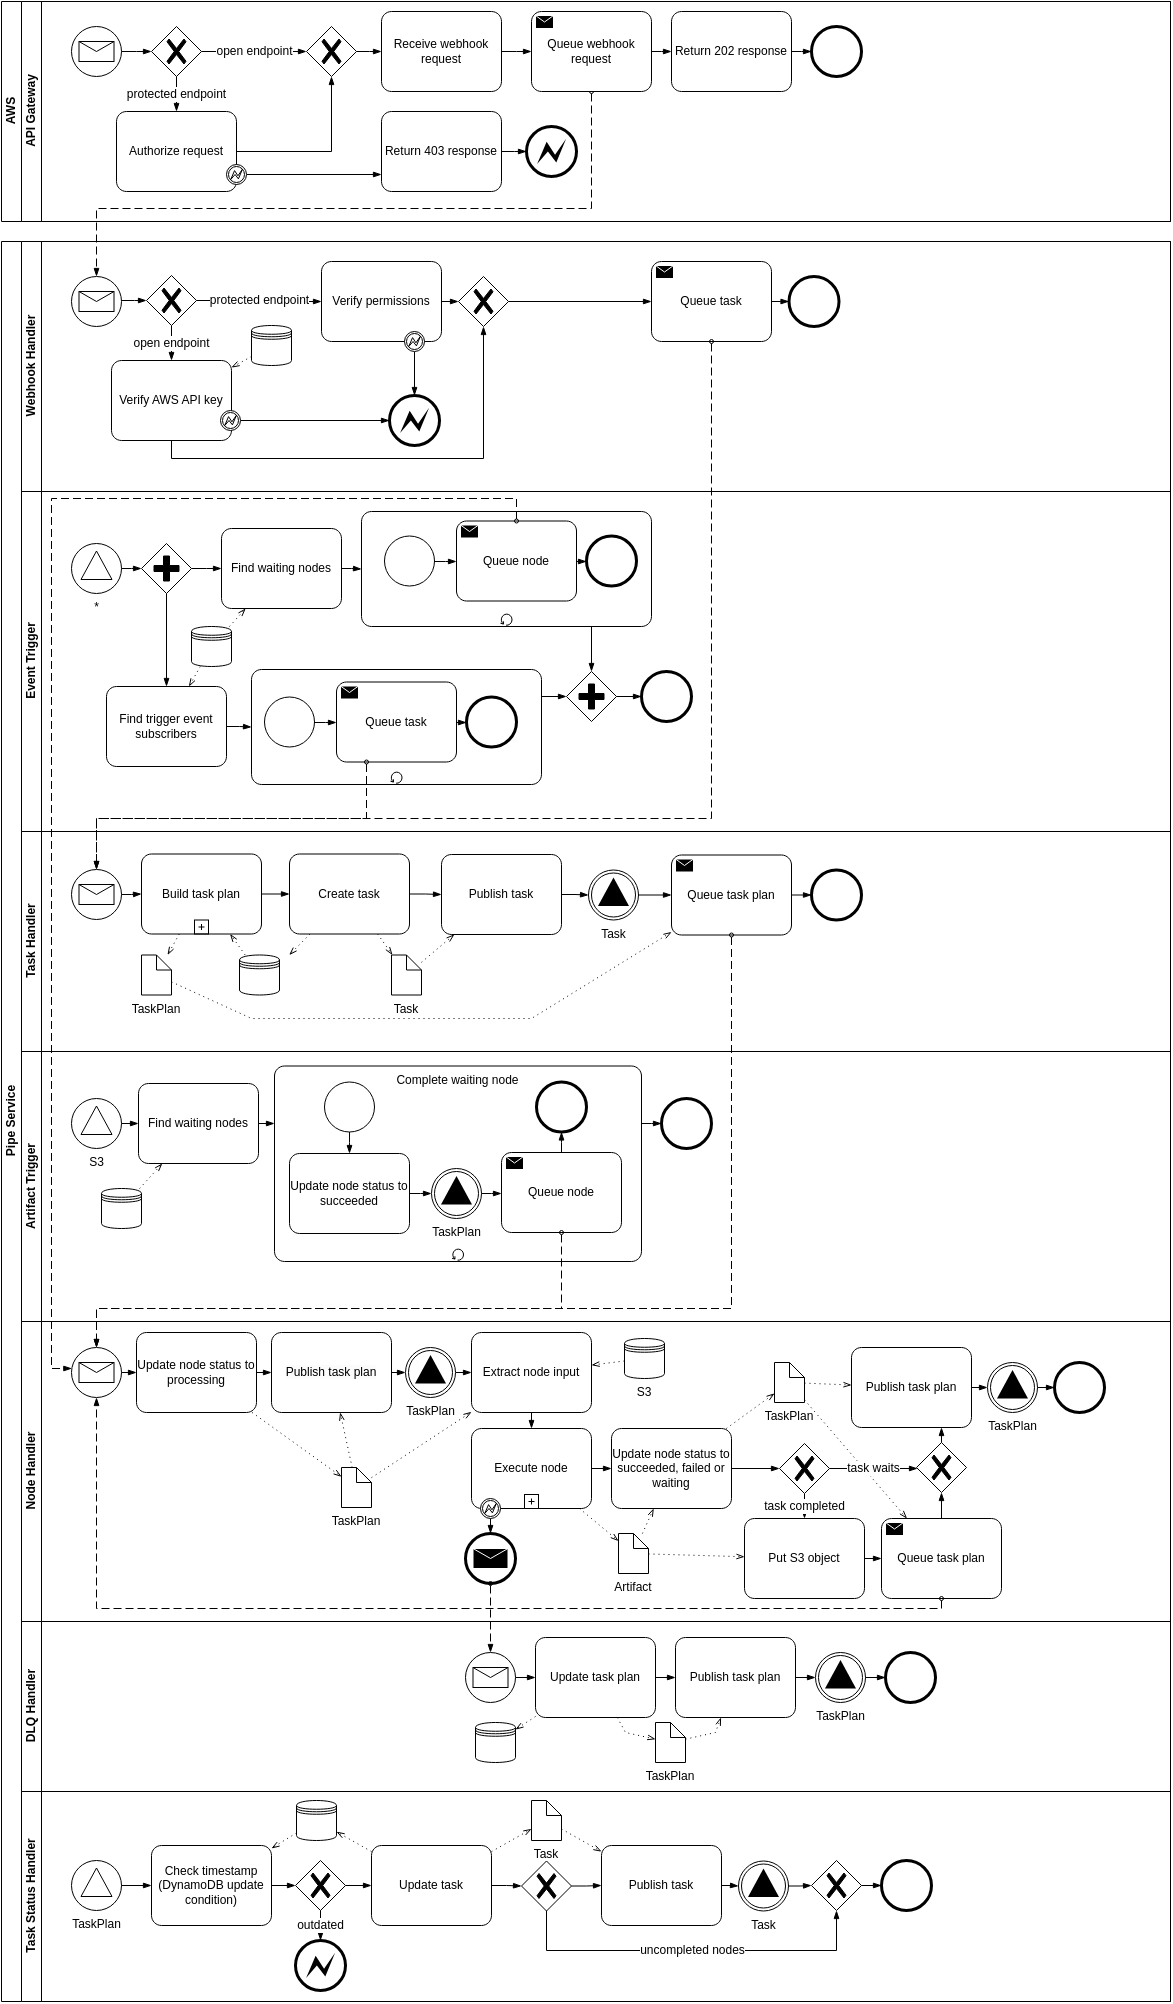 AWS
API Gateway
open endpoint
protected endpoint
Receive webhook
request
Queue webhook
request
Return 202 response
Authorize request
Return 403 response
Pipe Service
Webhook Handler
protected endpoint
Verify permissions
Queue task
open endpoint
Verify AWS API key
Event Trigger
*
Find waiting nodes
Queue node
Find trigger event
subscribers
Queue task
Task Handler
Build task plan
Create task
Publish task
Task
Queue task plan
TaskPlan
Task
Artifact Trigger
S3
Find waiting nodes
Complete waiting node
Update node status to
succeeded
TaskPlan
Queue node
Node Handler
Update node status to
processing
Publish task plan
TaskPlan
Extract node input
S3
TaskPlan
Publish task plan
TaskPlan
TaskPlan
Execute node
Update node status to
succeeded, failed or
waiting
task waits
task completed
Artifact
Put S3 object
Queue task plan
DLQ Handler
Update task plan
Publish task plan
TaskPlan
TaskPlan
Task Status Handler
TaskPlan
Check timestamp
(DynamoDB update
condition)
outdated
Update task
Task
Publish task
Task
uncompleted nodes